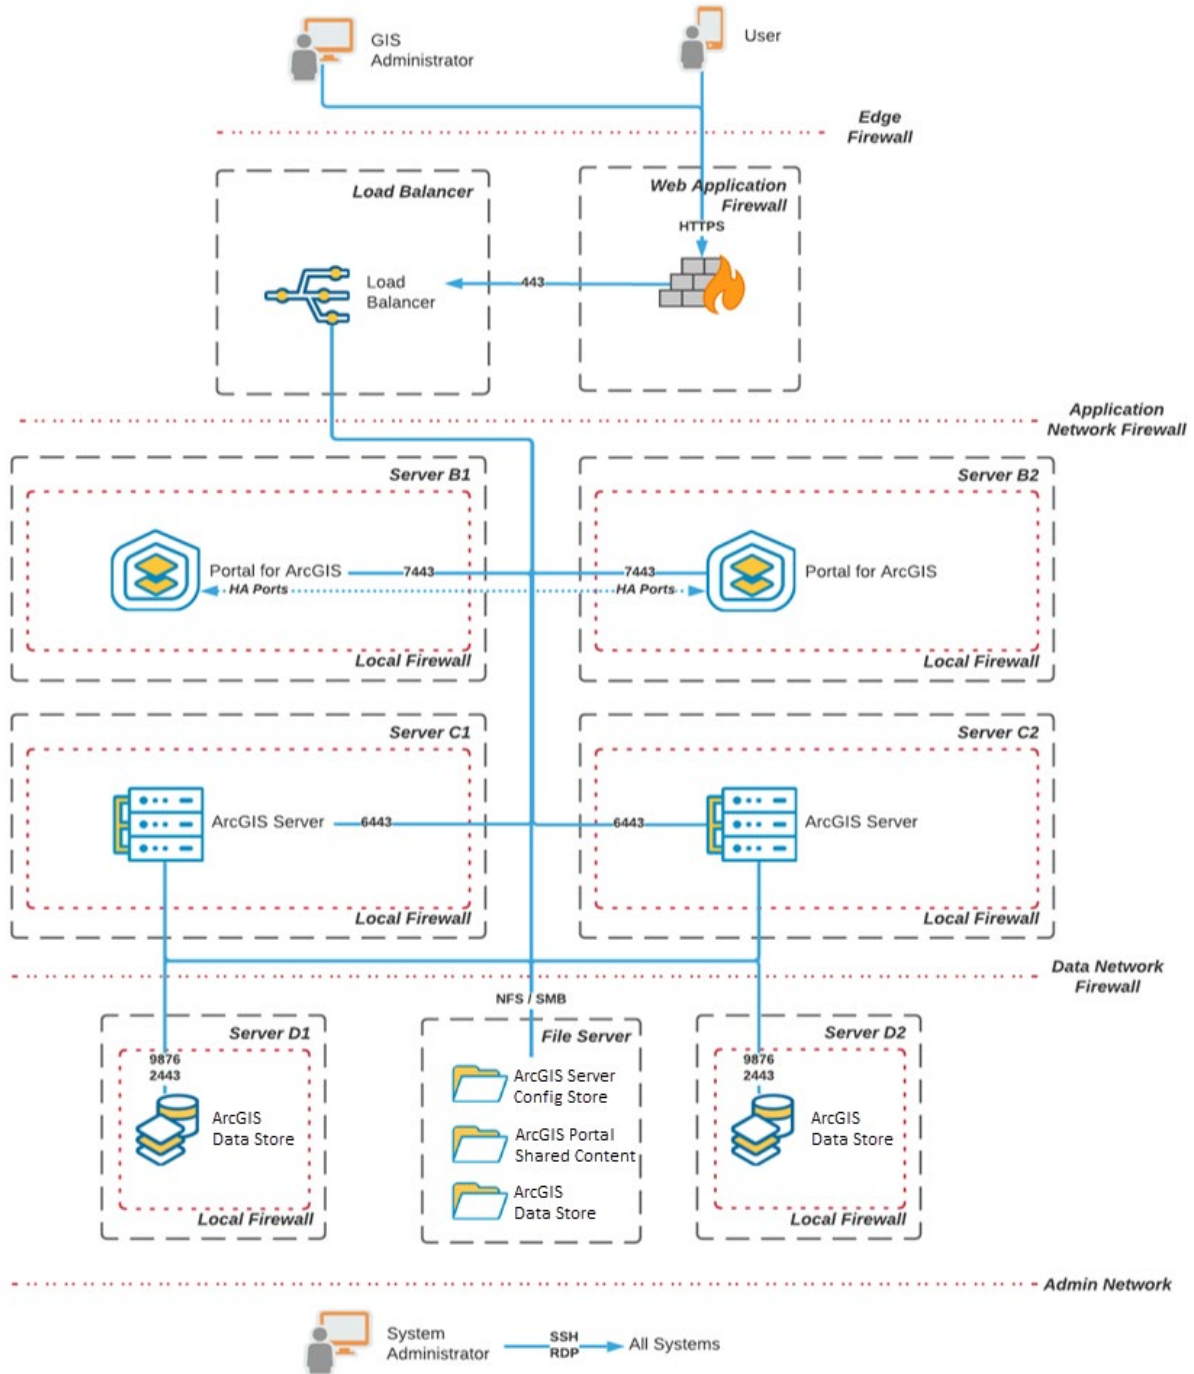 GIS
Administrator
User
Edge
Firewall
Load Balancer
Web Application
Firewall
HTTPS
Load
Balancer
443
Application
Network Firewall
Server B1
Server B2
Portal for ArcGIS
7443
7443
Portal for ArcGIS
HA Ports
HA Ports
Local Firewall
Local Firewall
Server C1
Server C2
ArcGIS Server
6443
6443
ArcGIS Server
Local Firewall
Local Firewall
Data Network
Firewall
NFS / SMB
Server D1
File Server
Server D2
9876
2443
9876
2443
ArcGIS
Data Store
ArcGIS Server
Config Store
ArcGIS Portal
Shared Content
ArcGIS
Data Store
ArcGIS
Data Store
Local Firewall
Local Firewall
Admin Network
System
Administrator
SSH
RDP
All Systems